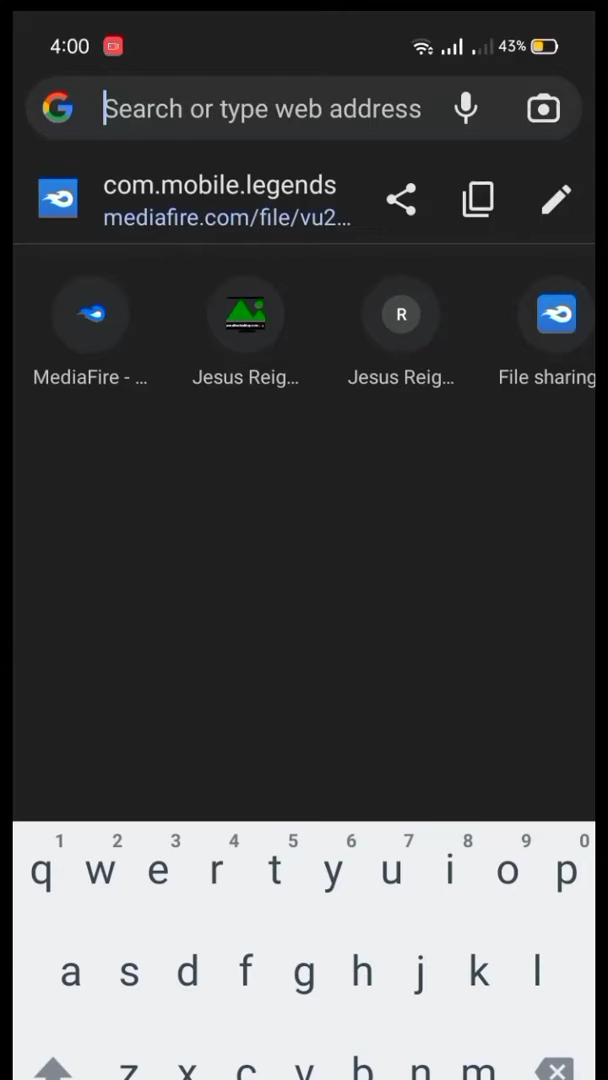 4:00 43%
Search or type web address
com.mobile.legends
mediafire.com/file/vu2...
R
MediaFire - ... Jesus Reig... Jesus Reig... File sharing
1 2 3 4 5 6 7 8 9 0
q w e r t y u i o p
a s d f g h j k l
z x c v b n m